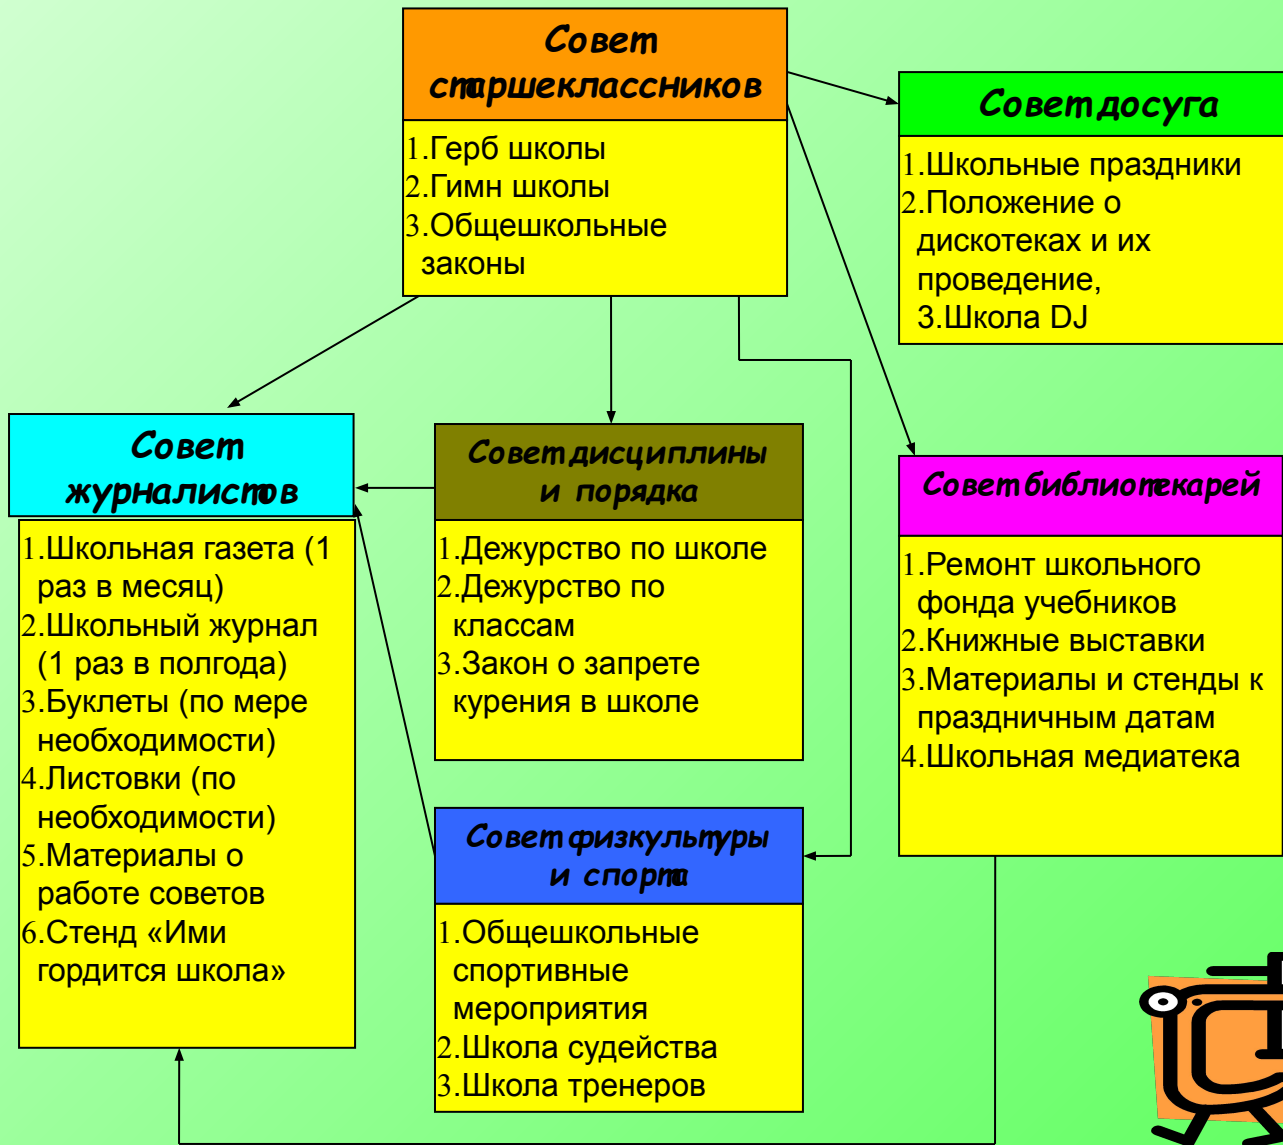 Совет
старшеклассников
1.Герб школы
2.Гимн школы
3.Общешкольные
законы
Совет досуга
1.Школьные праздники
2.Положение о
дискотеках и их
проведение,
3.Школа DJ
Совет
журналистов
1.Школьная газета (1
раз в месяц)
2.Школьный журнал
(1 раз в полгода)
3.Буклеты (по мере
необходимости)
4.Листовки (по
необходимости)
5.Материалы о
работе советов
6.Стенд «Ими
гордится школа»
Совет дисциплины
и порядка
1.Дежурство по школе
2.Дежурство по
классам
3.Закон о запрете
курения в школе
Совет библиотекарей
1.Ремонт школьного
фонда учебников
2.Книжные выставки
3.Материалы и стенды к
праздничным датам
4.Школьная медиатека
Совет физкультуры
и спорта
1.Общешкольные
спортивные
мероприятия
2.Школа судейства
3.Школа тренеров